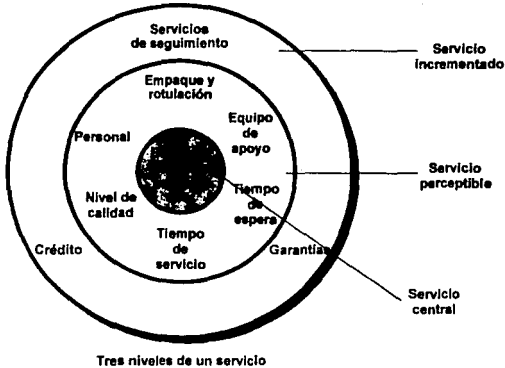 Servicios
de seguimiento
Servicio
incrementado
Empaque y
rotulación
Equipo
de
apoyo
Personal
Servicio
perceptible
Nivel de
calidad
Tiempo
de
espera
Tiempo
de
servicio
Crédito
Garantías
Servicio
central
Tres niveles de un servicio